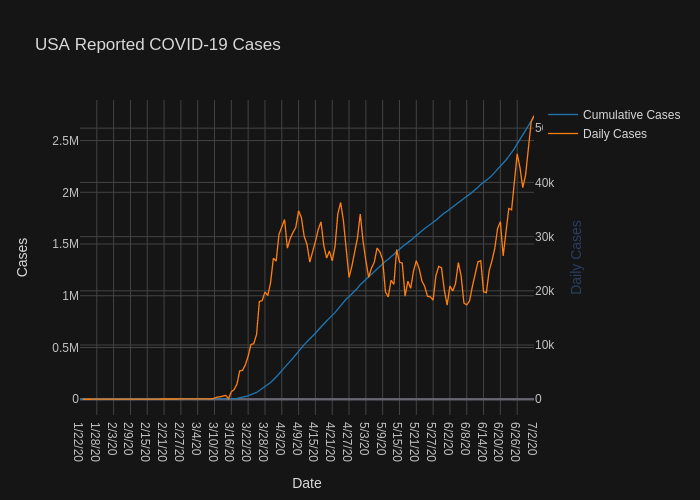 USA Reported COVID-19 Cases
Cumulative Cases
Daily Cases
Cases
2.5M
2M
1.5M
1M
0.5M
0
40k
30k
20k
10k
0
Daily Cases
1/22/20
1/28/20
2/3/20
2/9/20
2/15/20
2/21/20
2/27/20
3/4/20
3/10/20
3/16/20
3/22/20
3/28/20
4/3/20
4/9/20
4/15/20
4/21/20
4/27/20
5/3/20
5/9/20
5/15/20
5/21/20
5/27/20
6/2/20
6/8/20
6/14/20
6/20/20
6/26/20
7/2/20
Date